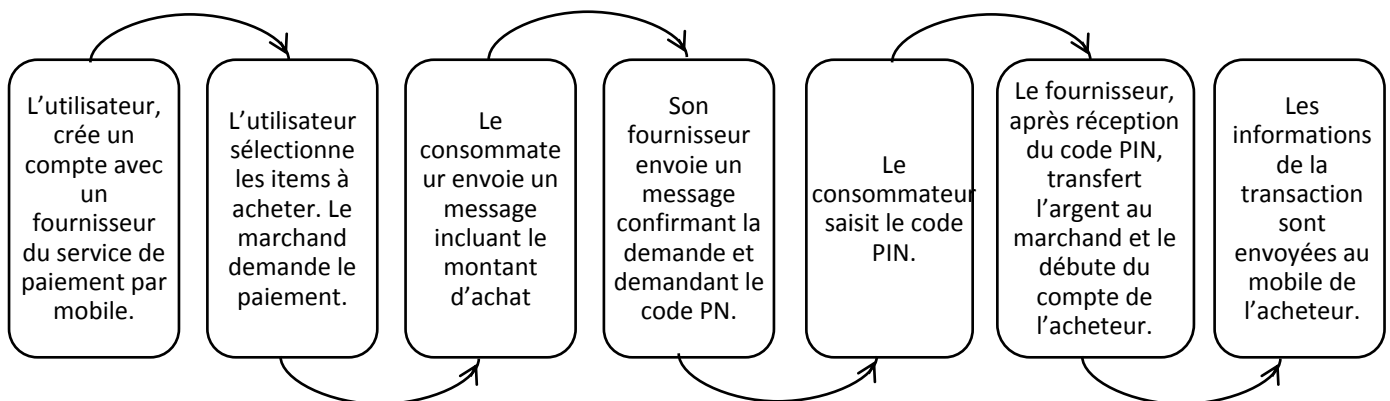 L’utilisateur,
crée un
compte avec
un
fournisseur
du service de
paiement par
mobile.
L’utilisateur
sélectionne
les items à
acheter. Le
marchand
demande le
paiement.
Le
consommate
ur envoie un
message
incluant le
montant
d’achat
Son
fournisseur
envoie un
message
confirmant la
demande et
demandant le
code PN.
Le
consommateur
saisit le code
PIN.
Le fournisseur,
après réception
du code PIN,
transfert
l’argent au
marchand et le
débute du
compte de
l’acheteur.
Les
informations
de la
transaction
sont
envoyées au
mobile de
l’acheteur.